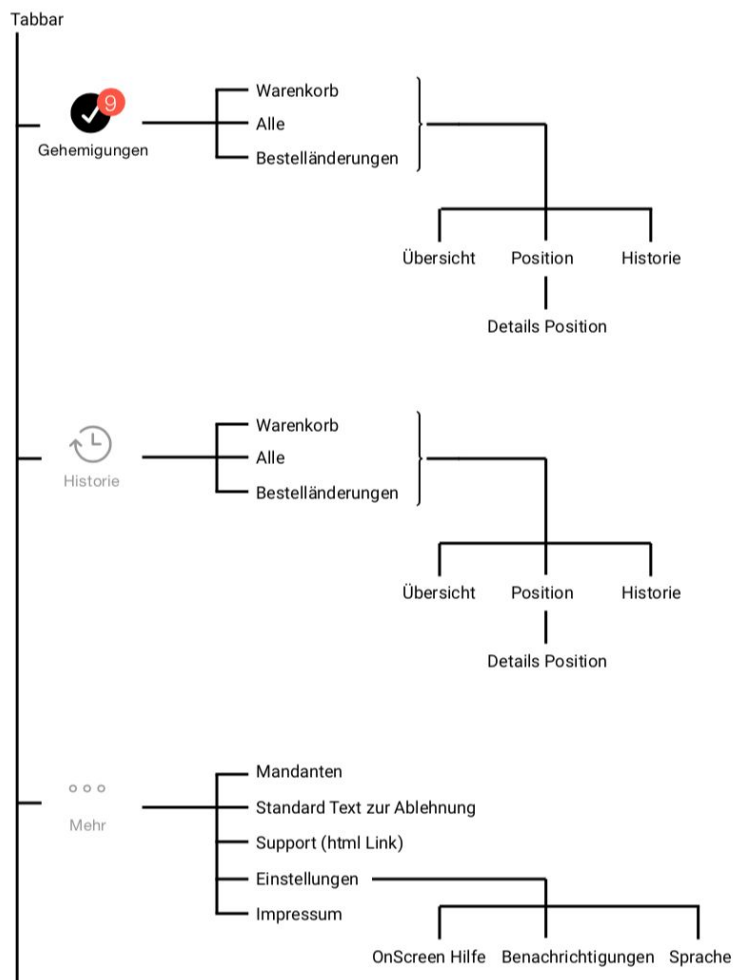 Tabbar
9
Gehemigungen
Warenkorb
Alle
Bestelländerungen
Übersicht Position Historie
Details Position
Historie
Warenkorb
Alle
Bestelländerungen
Übersicht Position Historie
Details Position
Mehr
Mandanten
Standard Text zur Ablehnung
Support (html Link)
Einstellungen
Impressum
OnScreen Hilfe Benachrichtigungen Sprache